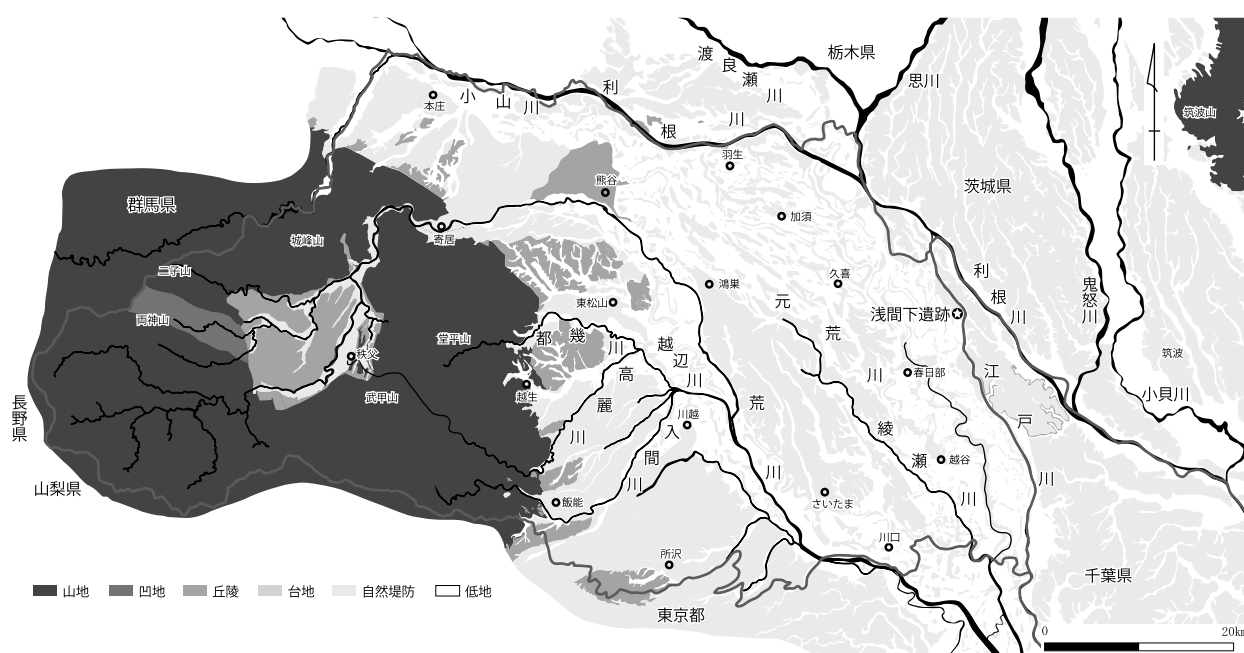 渡良瀬川
栃木県
思川
小山川
利根川
本庄
筑波山
羽生
熊谷
茨城県
群馬県
加須
城峰山
寄居
二子山
久喜
鴻巣
利根川
鬼怒川
東松山
元荒川
浅間下遺跡
両神山
堂平山
都幾川
越辺川
秩父
筑波
春日部
江戸川
高麗川
小貝川
武甲山
越生
荒川
長野県
川越
入間川
綾瀬川
越谷
山梨県
飯能
さいたま
川口
所沢
千葉県
東京都
山地
凹地
丘陵
台地
自然堤防
低地
0
20km